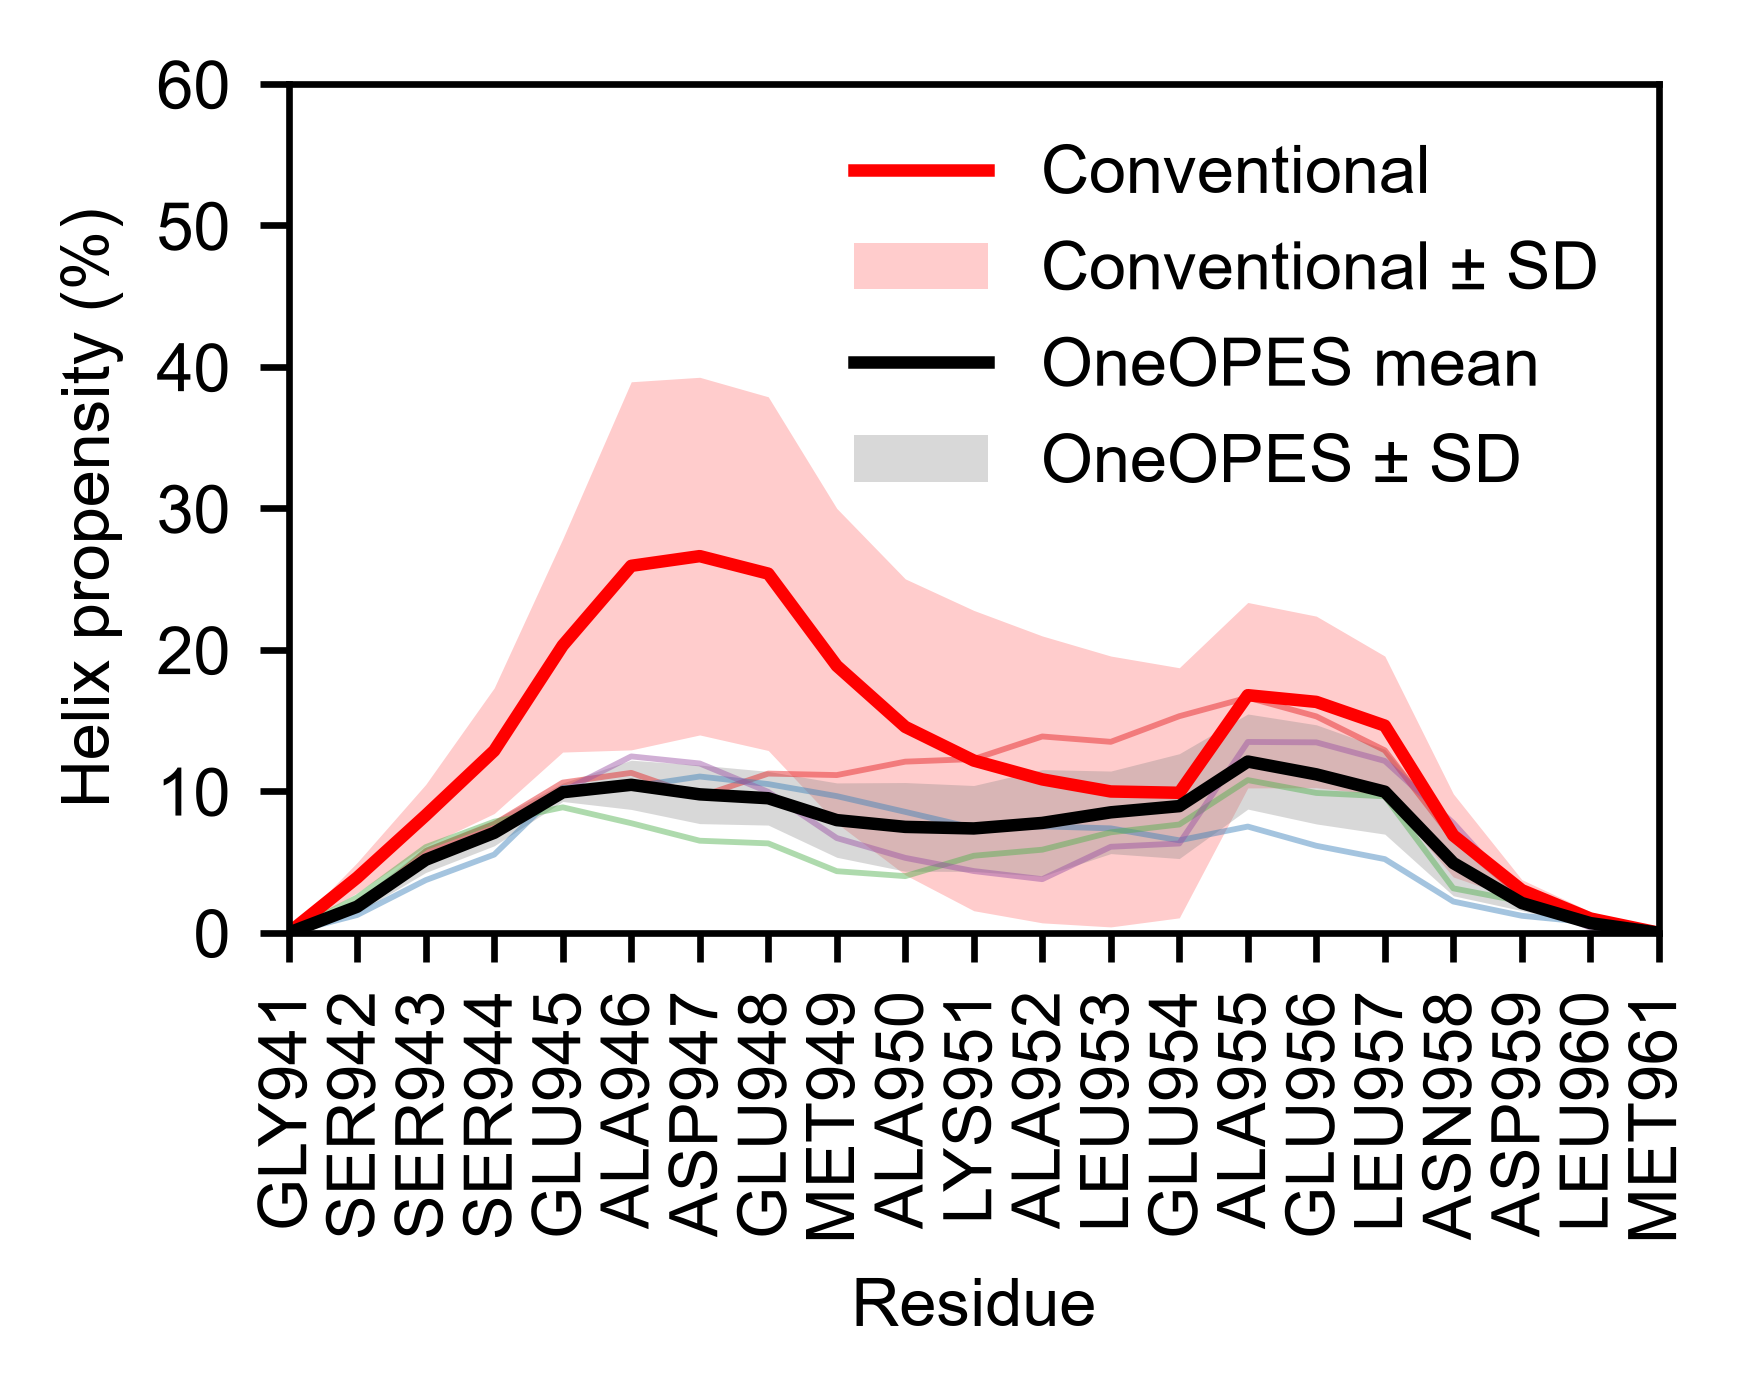 Helix propensity (%)
60
50
40
30
20
10
0
Conventional
Conventional ± SD
OneOPES mean
OneOPES ± SD
GLY941
SER942
SER943
SER944
GLU945
ALA946
ASP947
GLU948
MET949
ALA950
LYS951
ALA952
LEU953
GLU954
ALA955
GLU956
LEU957
ASN958
ASP959
LEU960
MET961
Residue